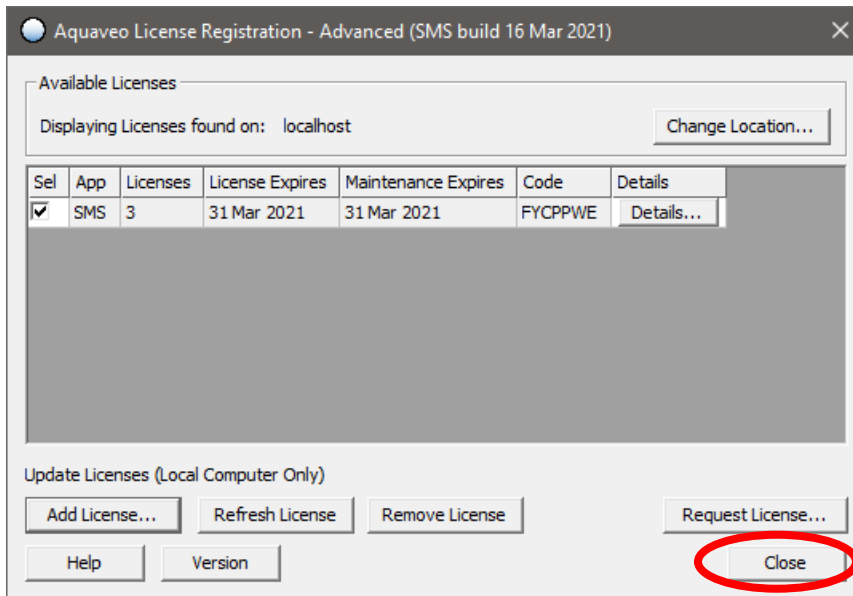 Aquaveo License Registration - Advanced (SMS build 16 Mar 2021)
Available Licenses
Displaying Licenses found on: localhost
Change Location...
Sel App Licenses License Expires Maintenance Expires Code Details
SMS 3 31 Mar 2021 31 Mar 2021 FYCPPWE Details...
Update Licenses (Local Computer Only)
Add License... Refresh License Remove License Request License...
Help Version Close